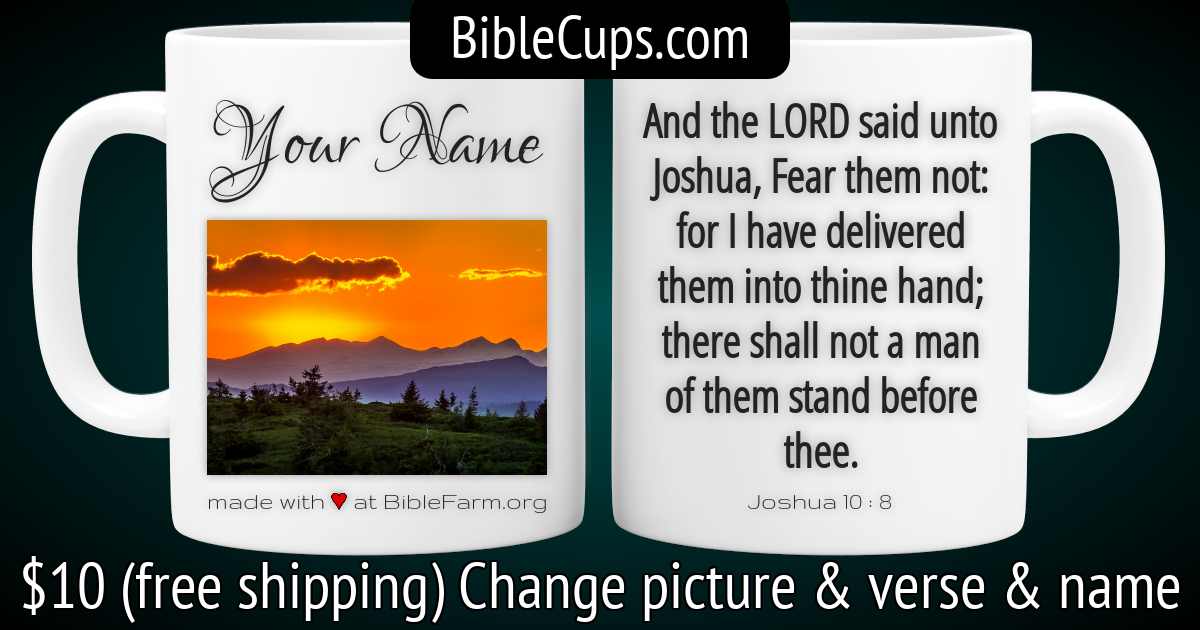 BibleCups.com
Your Name
made with ♥ at BibleFarm.org
And the LORD said unto
Joshua, Fear them not:
for I have delivered
them into thine hand;
there shall not a man
of them stand before
thee.
Joshua 10 : 8
$10 (free shipping) Change picture & verse & name